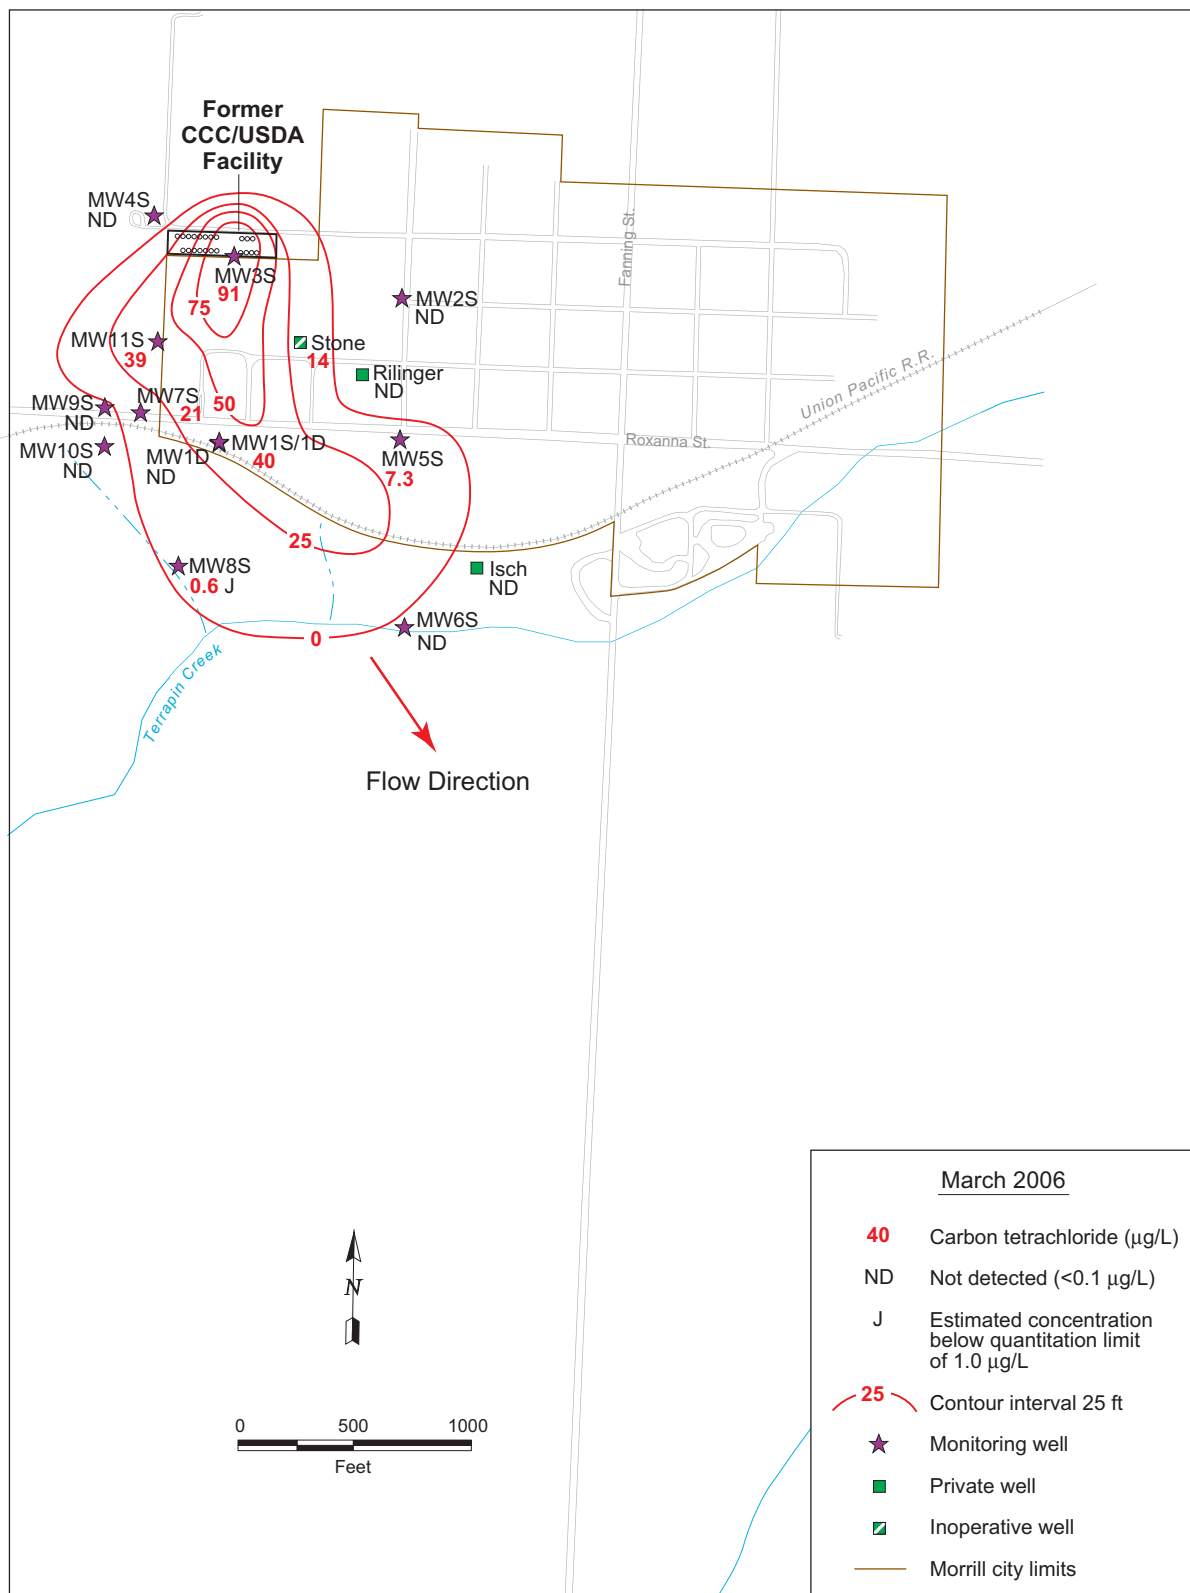 Former
CCC/USDA
Facility
MW4S
ND
MW3S
91
75
MW2S
ND
MW11S
39
Stone
14
Rilinger
ND
MW9S
ND
MW7S
21
50
MW10S
ND
MW1D
ND
MW1S/1D
40
MW5S
7.3
Fanning St.
Union Pacific R.R.
Roxanna St.
25
MW8S
0.6 J
Isch
ND
MW6S
ND
0
Terrapin Creek
Flow Direction
N
0 500 1000
Feet
March 2006
40 Carbon tetrachloride (μg/L)
ND Not detected (<0.1 μg/L)
J Estimated concentration
below quantitation limit
of 1.0 μg/L
25 Contour interval 25 ft
Monitoring well
Private well
Inoperative well
Morrill city limits